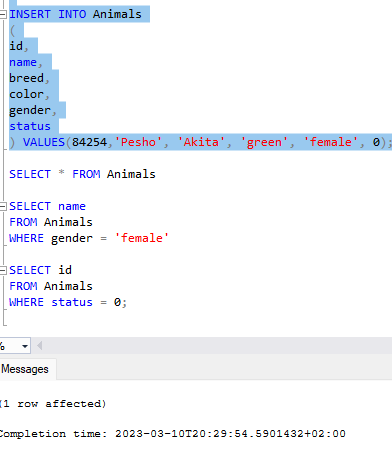 INSERT INTO Animals
(
id,
name,
breed,
color,
gender,
status
) VALUES(84254,'Pesho', 'Akita', 'green', 'female', 0);
SELECT * FROM Animals
SELECT name
FROM Animals
WHERE gender = 'female'
SELECT id
FROM Animals
WHERE status = 0;
%
Messages
(1 row affected)
Completion time: 2023-03-10T20:29:54.5901432+02:00